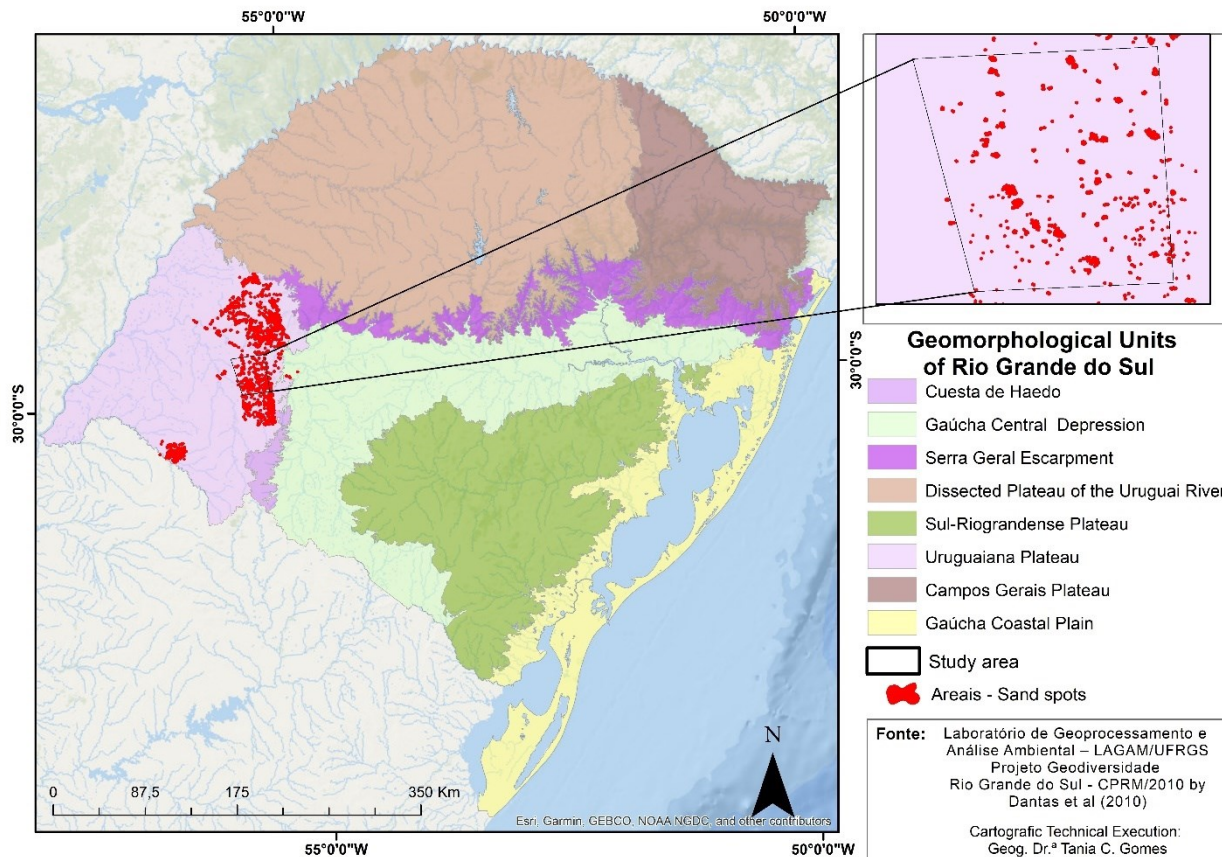 55°0'0"W
50°0'0"W
30°0'0"S
30°0'0"S
0
87,5
175
350 Km
N
Esri, Garmin, GEBCO, NOAA NGDC, and other contributors
55°0'0"W
50°0'0"W
Geomorphological Units
of Rio Grande do Sul
Cuesta de Haedo
Gaúcha Central Depression
Serra Geral Escarpment
Dissected Plateau of the Uruguai River
Sul-Riograndense Plateau
Uruguaiana Plateau
Campos Gerais Plateau
Gaúcha Coastal Plain
Study area
Areais - Sand spots
Fonte: Laboratório de Geoprocessamento e
Análise Ambiental – LAGAM/UFRGS
Projeto Geodiversidade
Rio Grande do Sul - CPRM/2010 by
Dantas et al (2010)
Cartografic Technical Execution:
Geog. Dr.ª Tania C. Gomes